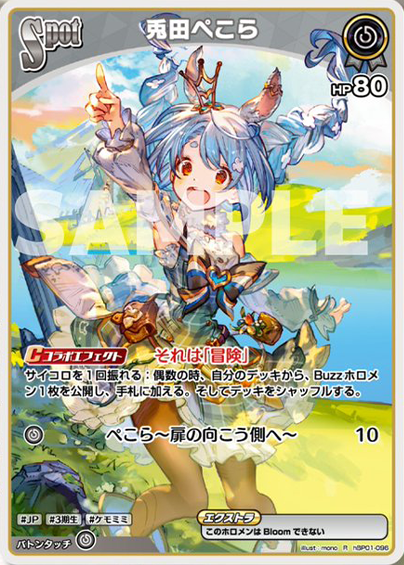 Spot
兎田ぺこら
HP80
SAMPLE
コラボエフェクト それは「冒険」
サイコロを1回振れる：偶数の時、自分のデッキから、Buzzホロメ
ン1枚を公開し、手札に加える。そしてデッキをシャッフルする。
ぺこら～扉の向こう側へ～ 10
#JP #3期生 #ケモミミ
エクストラ
このホロメンは Bloom できない
バトンタッチ
illust : mono R hBP01-096